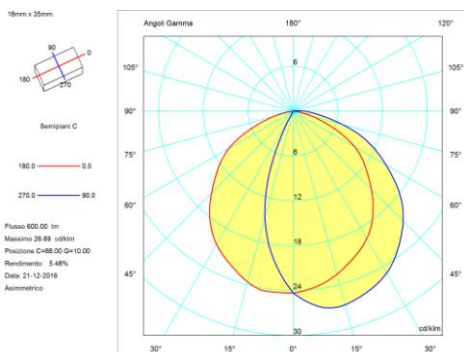 18mm x 35mm
90
0
180
270
Semipiani C
180.0 0.0
270.0 90.0
Flusso 600.00 lm
Massimo 26.69 cd/klm
Posizione C=88.00 G=10.00
Rendimento: 5.48%
Data: 21-12-2016
Asimmetrico
Angoli Gamma 180° 120°
105° 105°
90° 90°
75° 75°
60° 60°
45° 45°
6
6
12
18
24
30
cd/klm
30° 15° 0° 15° 30°